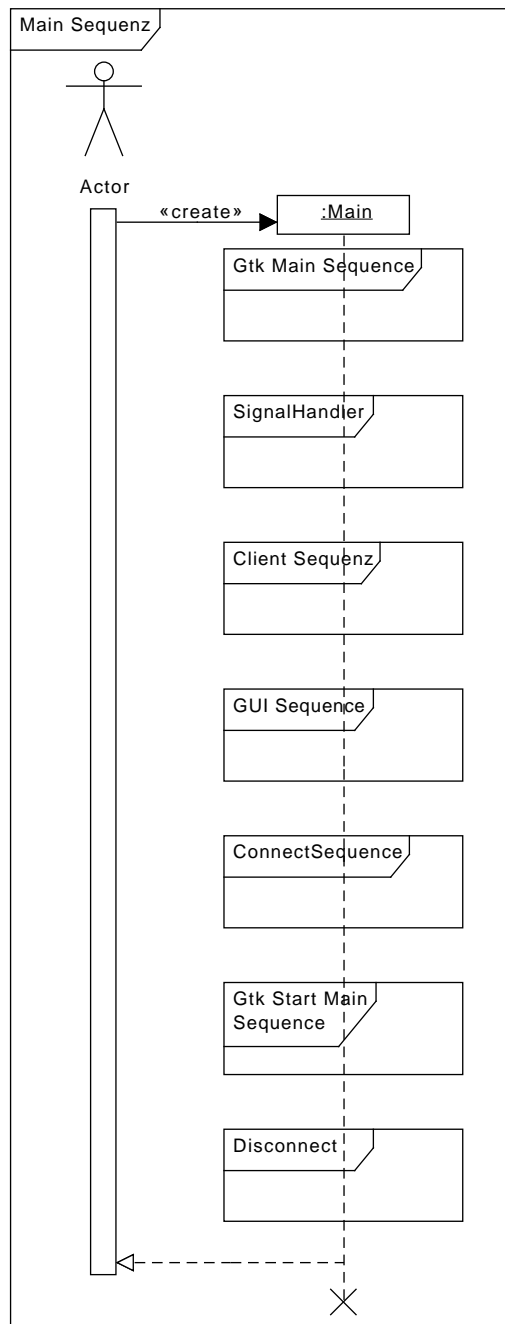 Main Sequenz
Actor
«create»
:Main
Gtk Main Sequence
SignalHandler
Client Sequenz
GUI Sequence
ConnectSequence
Gtk Start Main
Sequence
Disconnect